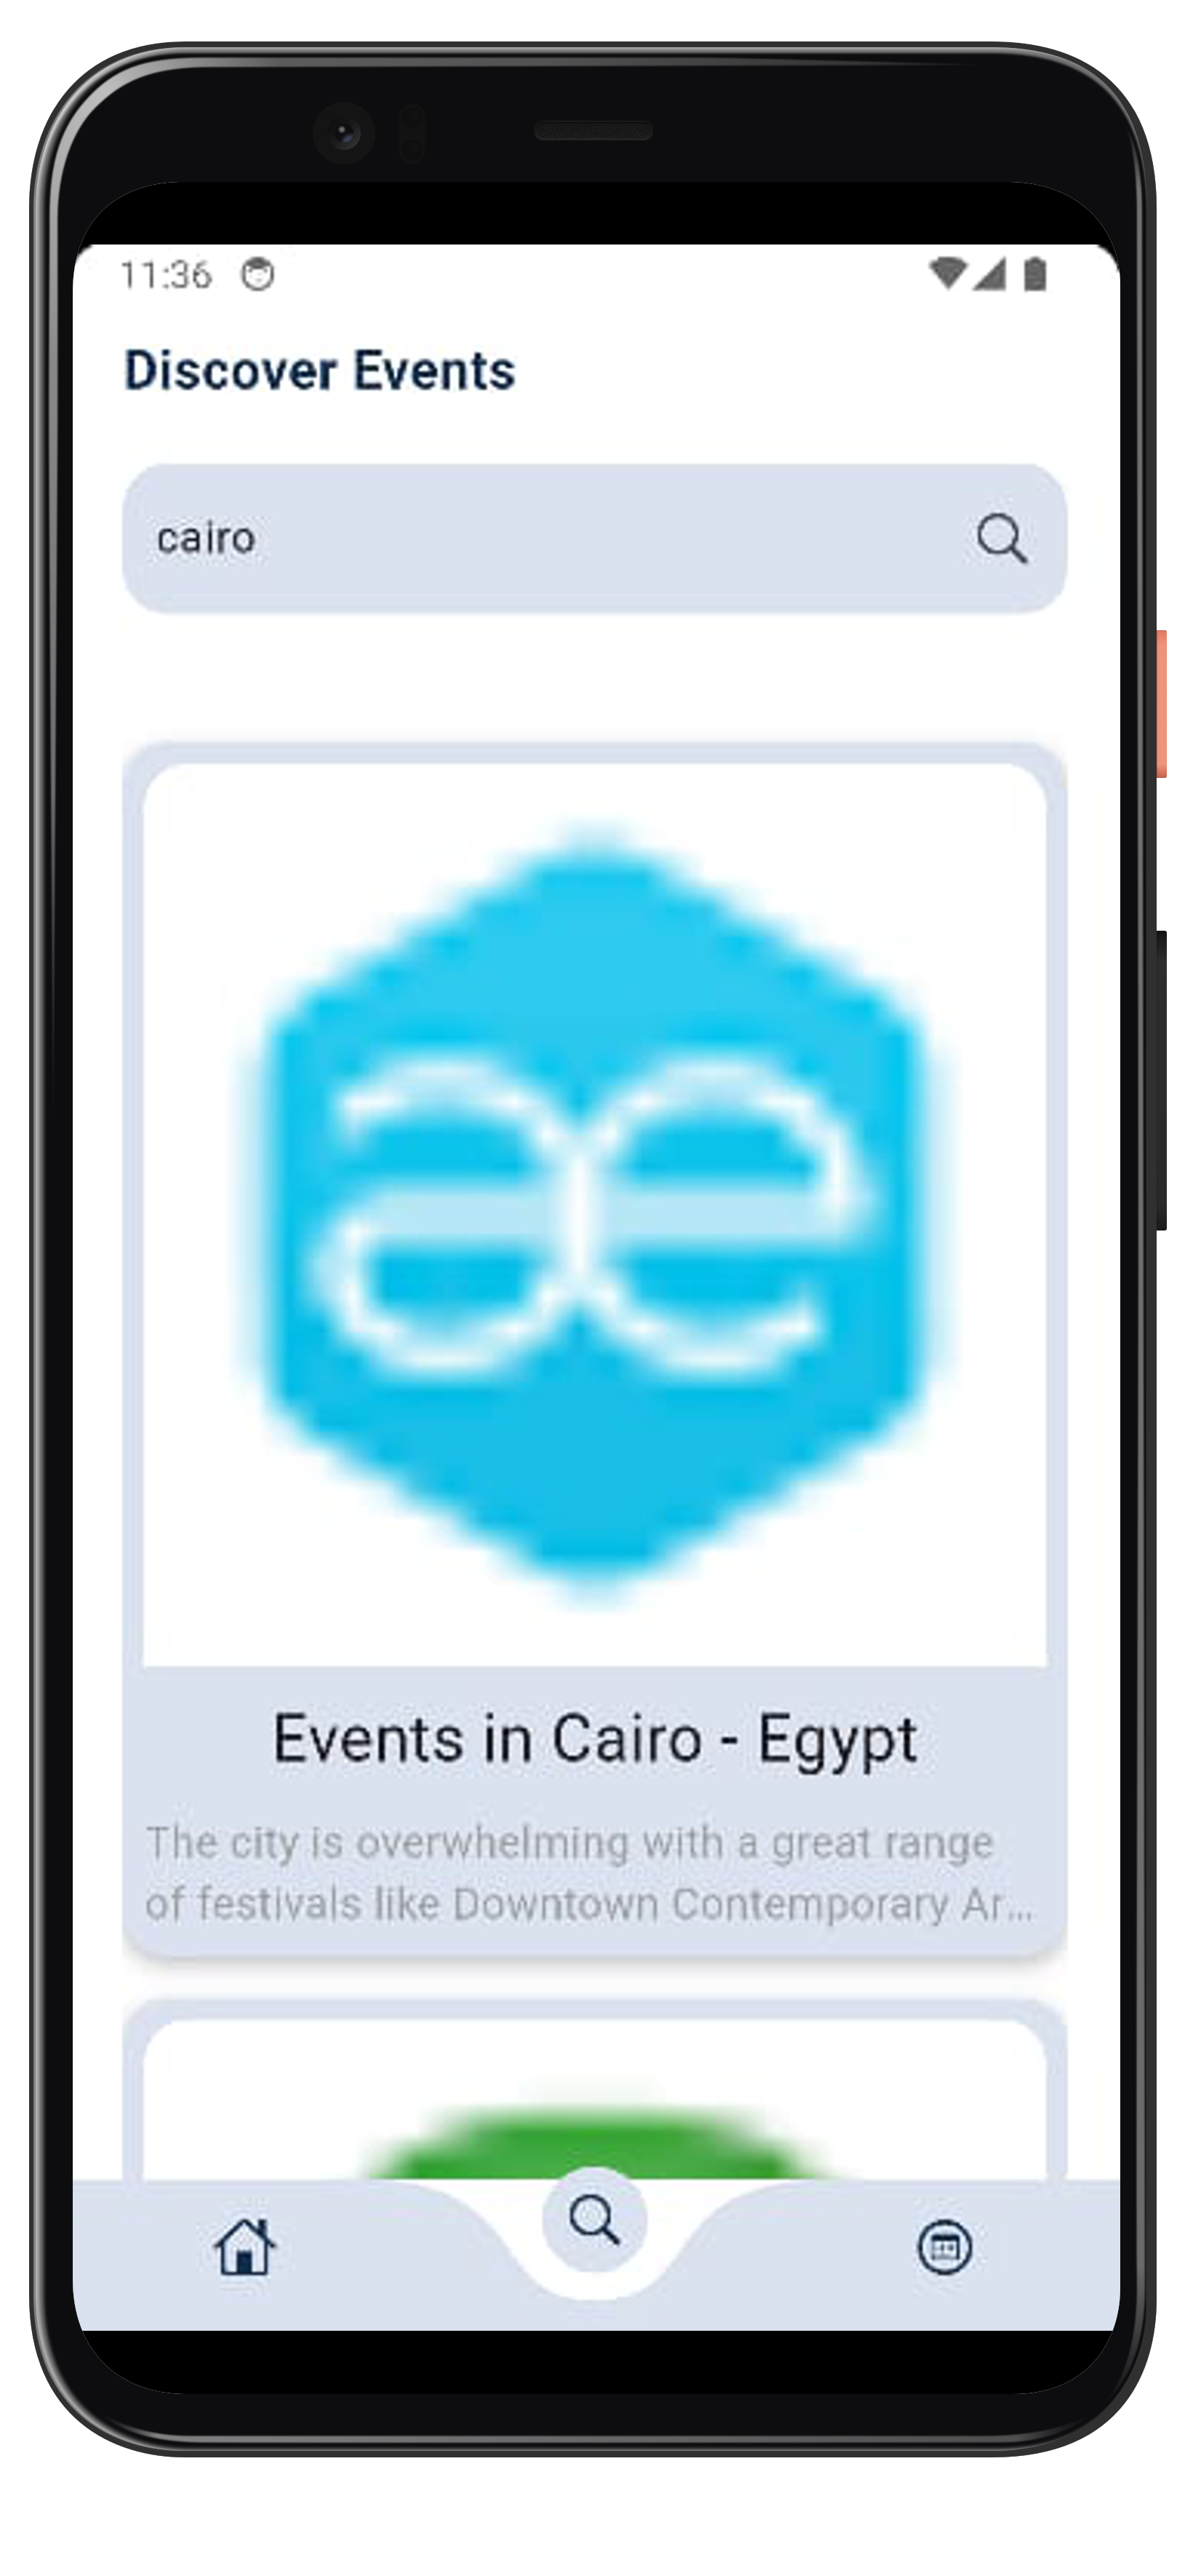 11:36
Discover Events
cairo
ae
Events in Cairo - Egypt
The city is overwhelming with a great range
of festivals like Downtown Contemporary Ar...